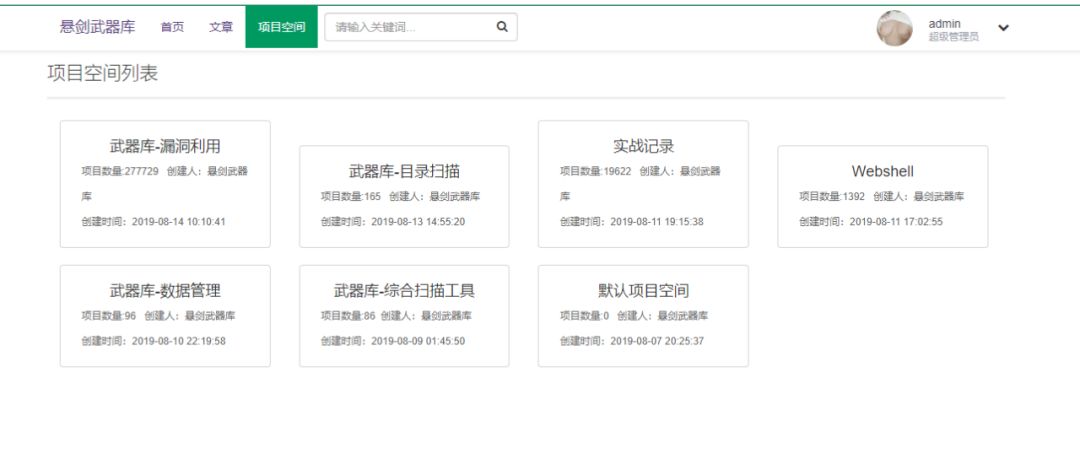 悬剑武器库 首页 文章 项目空间 请输入关键词... admin
超级管理员
项目空间列表
武器库-漏洞利用
项目数量:277729 创建人：悬剑武器
库
创建时间：2019-08-14 10:10:41
武器库-目录扫描
项目数量:165 创建人：悬剑武器库
创建时间：2019-08-13 14:55:20
实战记录
项目数量:19622 创建人：悬剑武器
库
创建时间：2019-08-11 19:15:38
Webshell
项目数量:1392 创建人：悬剑武器库
创建时间：2019-08-11 17:02:55
武器库-数据管理
项目数量:96 创建人：悬剑武器库
创建时间：2019-08-10 22:19:58
武器库-综合扫描工具
项目数量:86 创建人：悬剑武器库
创建时间：2019-08-09 01:45:50
默认项目空间
项目数量:0 创建人：悬剑武器库
创建时间：2019-08-07 20:25:37